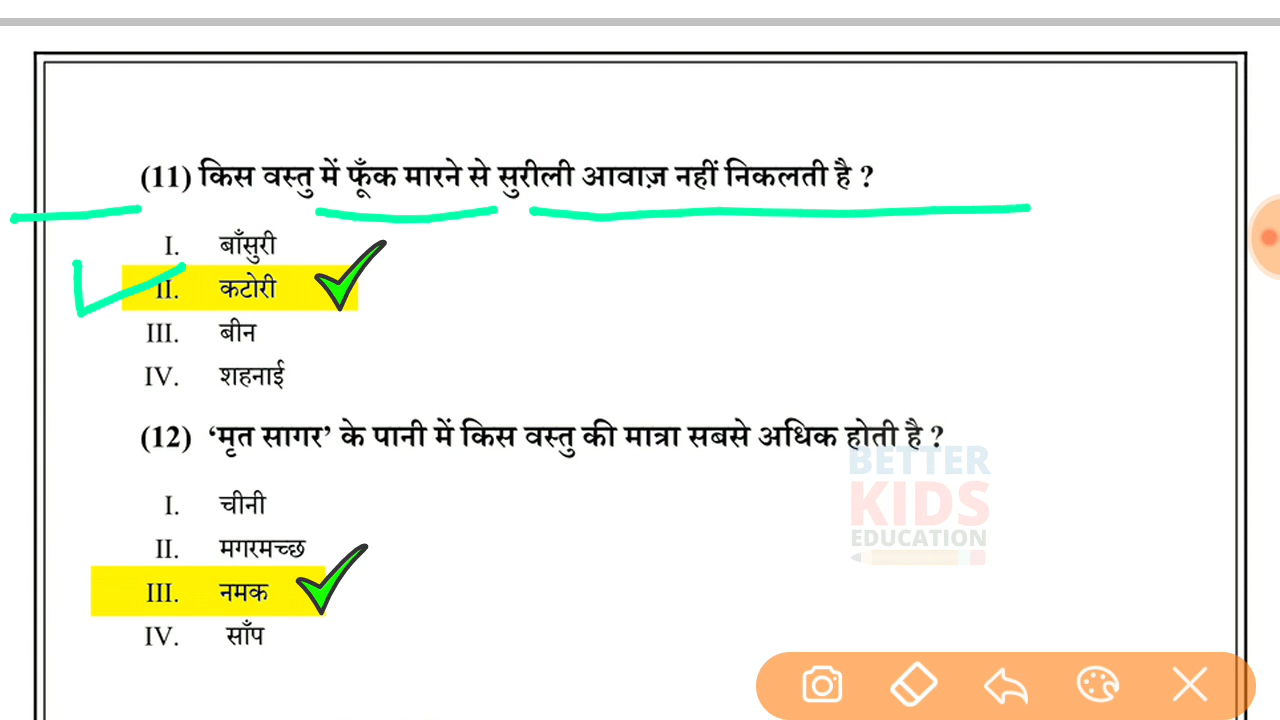 (11) किस वस्तु में फूँक मारने से सुरीली आवाज़ नहीं निकलती है ?
I. बाँसुरी
II. कटोरी
III. बीन
IV. शहनाई
(12) ‘मृत सागर’ के पानी में किस वस्तु की मात्रा सबसे अधिक होती है ?
BETTER
KIDS
EDUCATION
I. चीनी
II. मगरमच्छ
III. नमक
IV. साँप